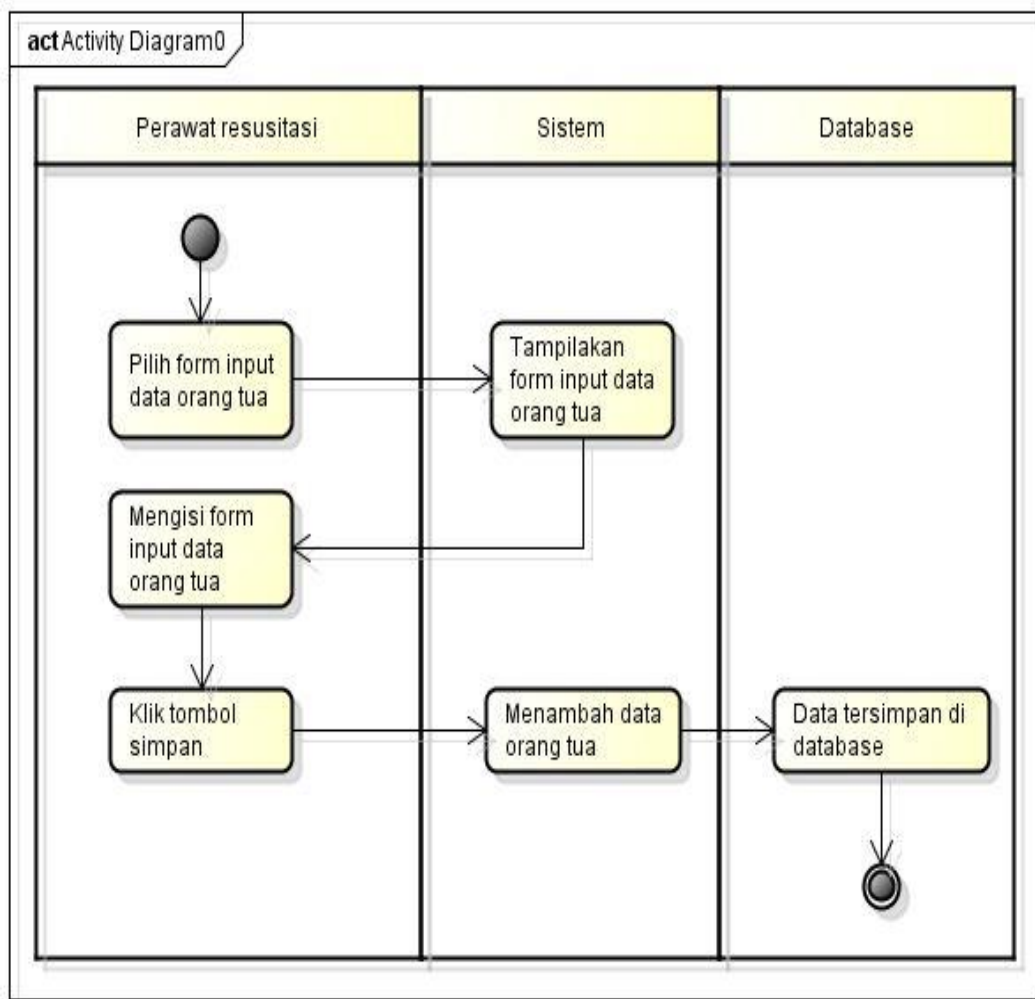 act Activity Diagram0
Perawat resusitasi
Sistem
Database
Pilih form input
data orang tua
Tampilakan
form input data
orang tua
Mengisi form
input data
orang tua
Klik tombol
simpan
Menambah data
orang tua
Data tersimpan di
database